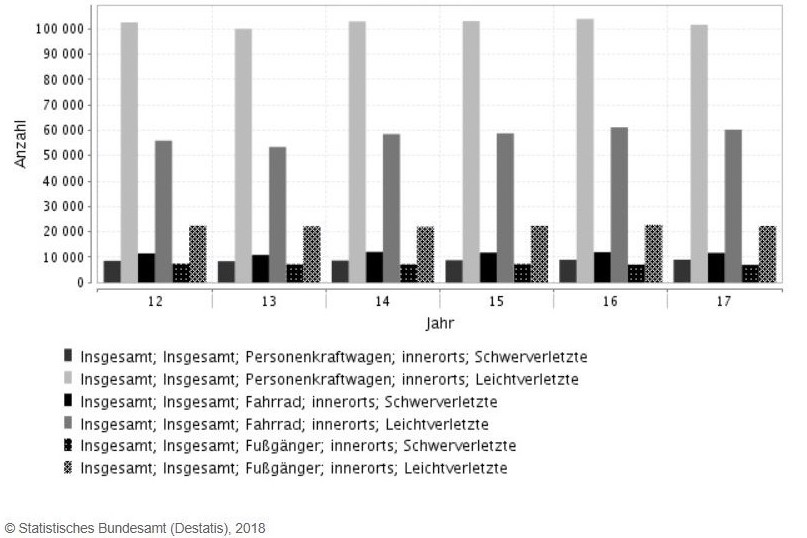 100 000
90 000
80 000
70 000
60 000
50 000
40 000
30 000
20 000
10 000
0
Anzahl
12 13 14 15 16 17
Jahr
Insgesamt; Insgesamt; Personenkraftwagen; innerorts; Schwerverletzte
Insgesamt; Insgesamt; Personenkraftwagen; innerorts; Leichtverletzte
Insgesamt; Insgesamt; Fahrrad; innerorts; Schwerverletzte
Insgesamt; Insgesamt; Fahrrad; innerorts; Leichtverletzte
Insgesamt; Insgesamt; Fußgänger; innerorts; Schwerverletzte
Insgesamt; Insgesamt; Fußgänger; innerorts; Leichtverletzte
© Statistisches Bundesamt (Destatis), 2018